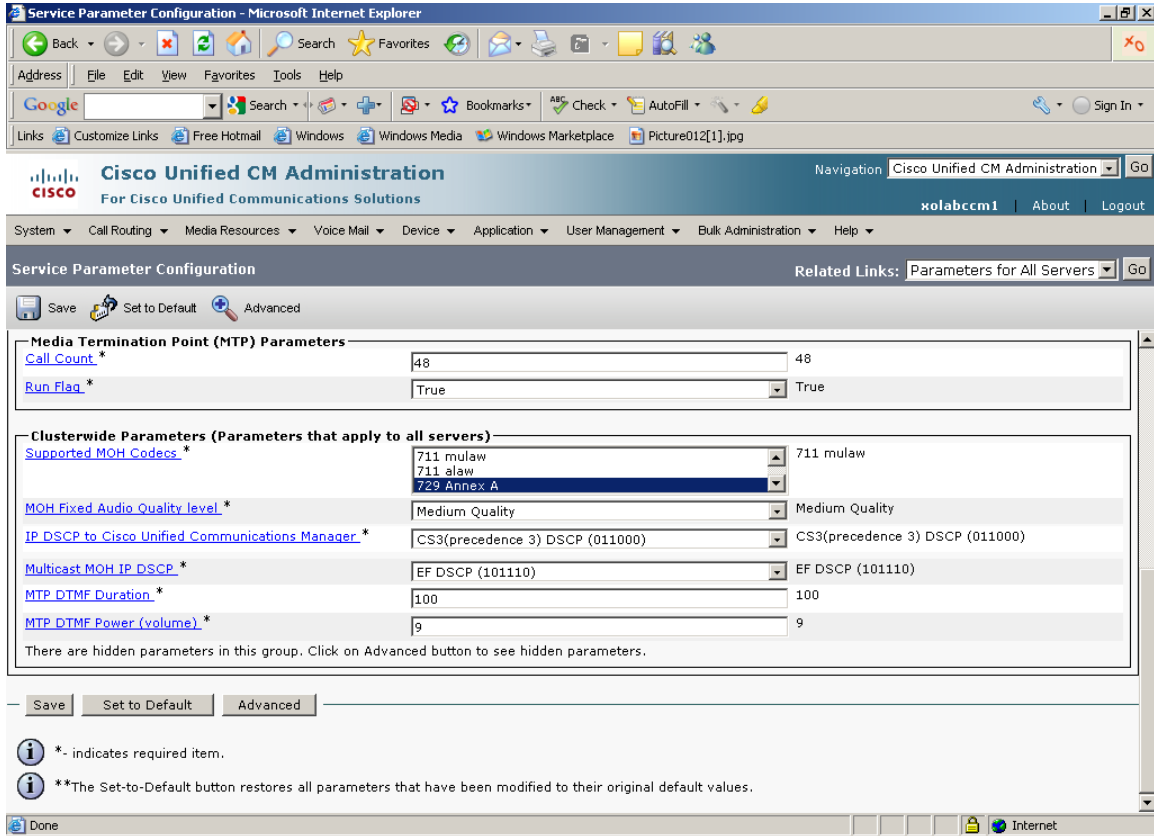 Service Parameter Configuration - Microsoft Internet Explorer
Back Search Favorites
Address File Edit View Favorites Tools Help
Google Search Bookmarks ABC Check AutoFill Sign In
Links Customize Links Free Hotmail Windows Windows Media Windows Marketplace Picture012[1].jpg
CISCO
Cisco Unified CM Administration
For Cisco Unified Communications Solutions
Navigation Cisco Unified CM Administration Go
xolabccm1 | About | Logout
System Call Routing Media Resources Voice Mail Device Application User Management Bulk Administration Help
Service Parameter Configuration
Related Links: Parameters for All Servers Go
Save Set to Default Advanced
Media Termination Point (MTP) Parameters
Call Count * 48 48
Run Flag * True True
Clusterwide Parameters (Parameters that apply to all servers)
Supported MOH Codecs * 711 mulaw 711 mulaw
711 alaw
729 Annex A
MOH Fixed Audio Quality level * Medium Quality Medium Quality
IP DSCP to Cisco Unified Communications Manager * CS3(precedence 3) DSCP (011000) CS3(precedence 3) DSCP (011000)
Multicast MOH IP DSCP * EF DSCP (101110) EF DSCP (101110)
MTP DTMF Duration * 100 100
MTP DTMF Power (volume) * 9 9
There are hidden parameters in this group. Click on Advanced button to see hidden parameters.
Save Set to Default Advanced
*- indicates required item.
**The Set-to-Default button restores all parameters that have been modified to their original default values.
Done Internet